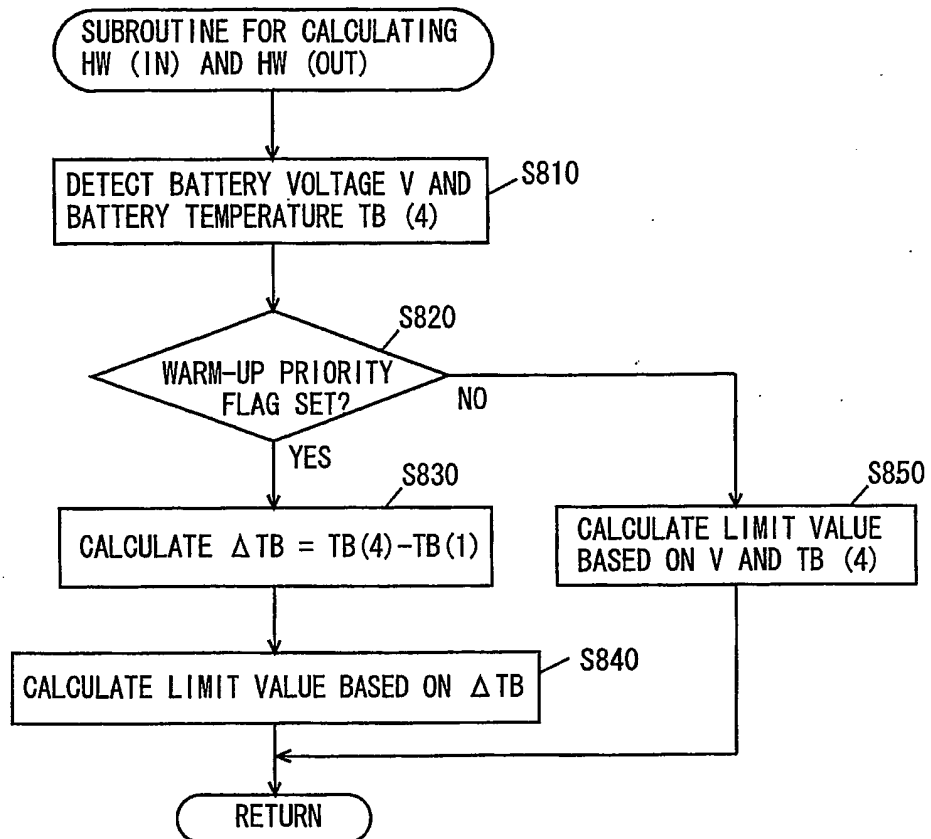 SUBROUTINE FOR CALCULATING
HW (IN) AND HW (OUT)
DETECT BATTERY VOLTAGE V AND
BATTERY TEMPERATURE TB (4)
S810
WARM-UP PRIORITY
FLAG SET?
S820
NO
YES
S830
CALCULATE ΔTB = TB(4)-TB(1)
S850
CALCULATE LIMIT VALUE
BASED ON V AND TB (4)
S840
CALCULATE LIMIT VALUE BASED ON ΔTB
RETURN